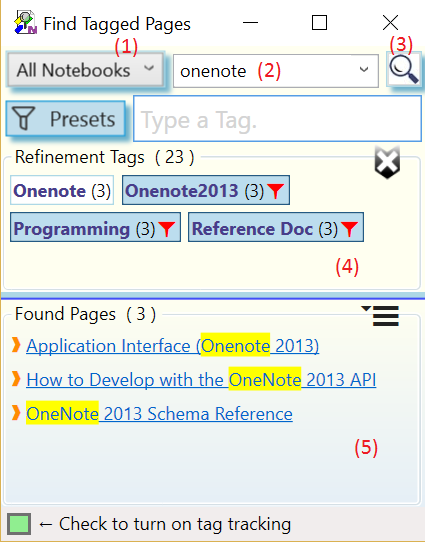 Find Tagged Pages
(1)
(3)
All Notebooks
onenote (2)
Presets
Type a Tag.
Refinement Tags ( 23 )
Onenote (3) Onenote2013 (3)
Programming (3) Reference Doc (3)
(4)
Found Pages ( 3 )
Application Interface (Onenote 2013)
How to Develop with the OneNote 2013 API
OneNote 2013 Schema Reference
(5)
← Check to turn on tag tracking